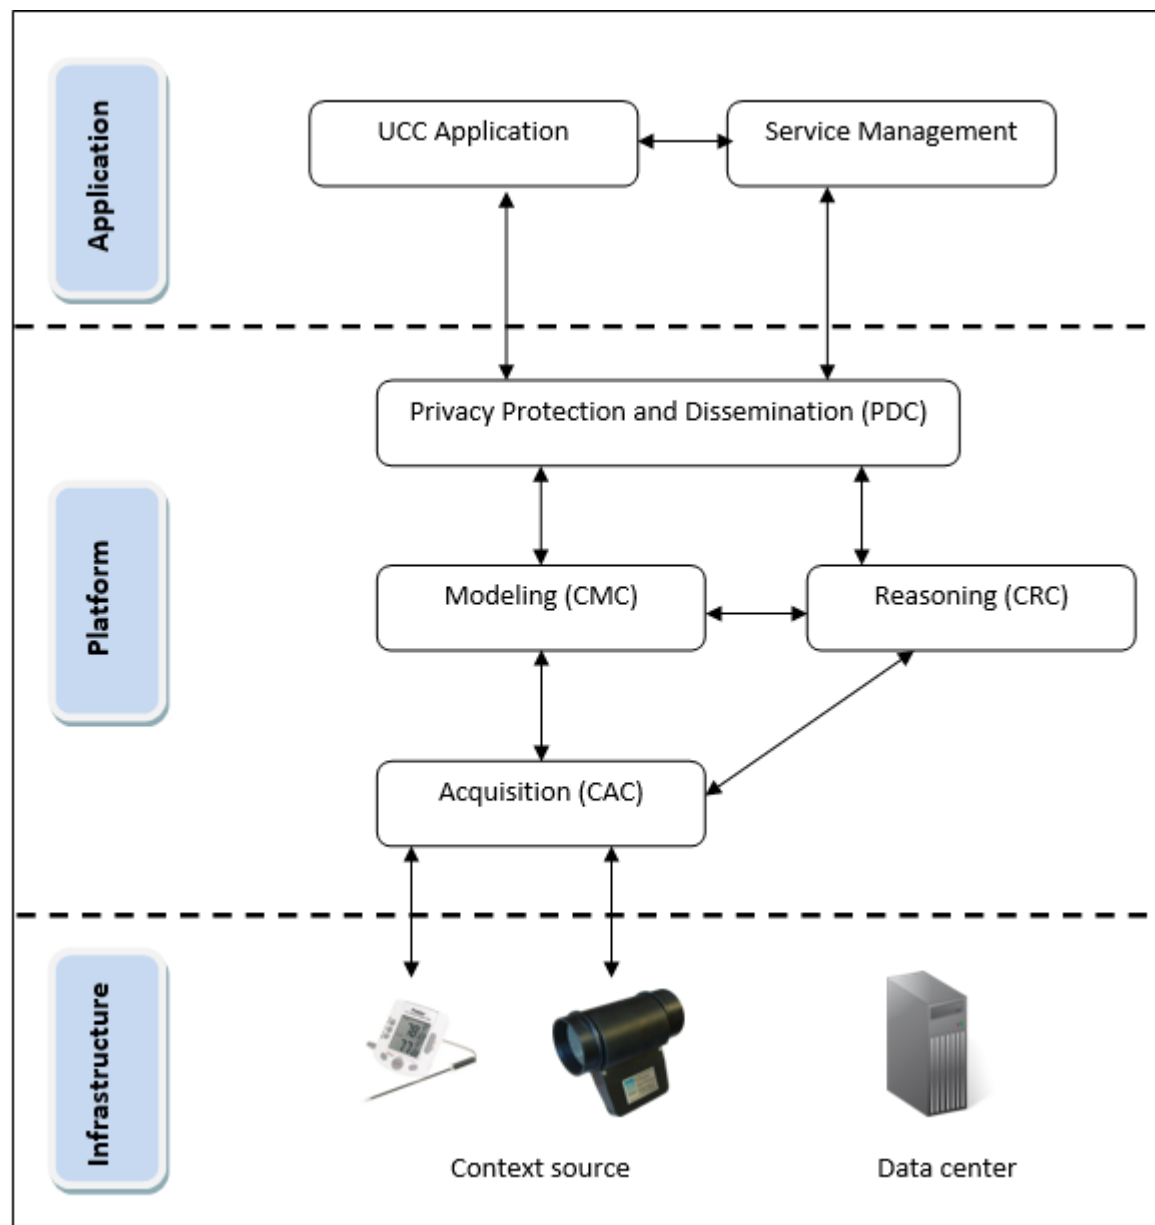 Application
UCC Application
Service Management
Privacy Protection and Dissemination (PDC)
Platform
Modeling (CMC)
Reasoning (CRC)
Acquisition (CAC)
Infrastructure
Context source
Data center